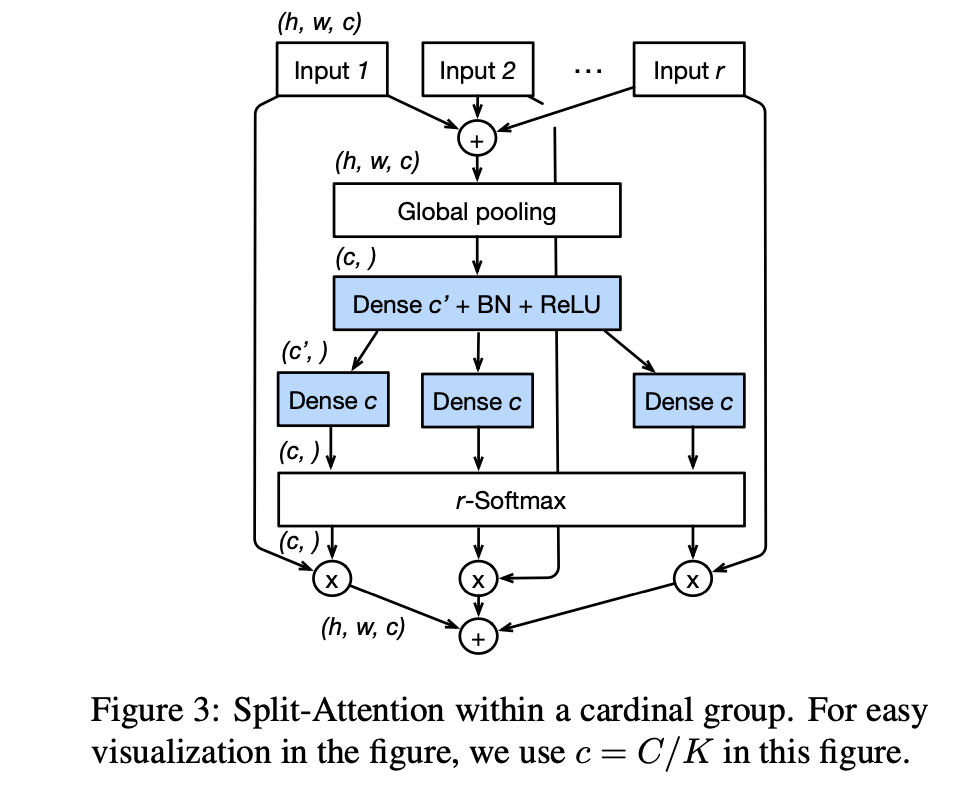 (h, w, c)
Input 1
Input 2
...
Input r
+
(h, w, c)
Global pooling
(c, )
Dense c’ + BN + ReLU
(c’, )
Dense c
Dense c
Dense c
(c, )
r-Softmax
(c, )
x
x
x
(h, w, c)
+
Figure 3: Split-Attention within a cardinal group. For easy
visualization in the figure, we use c = C/K in this figure.